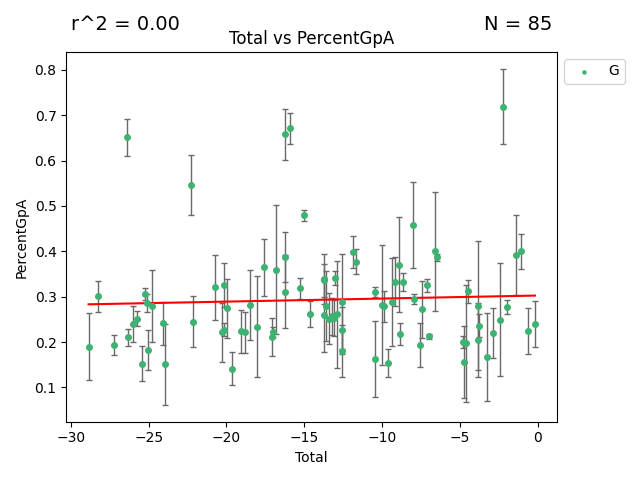 r^2 = 0.00
N = 85
Total vs PercentGpA
G
PercentGpA
0.8
0.7
0.6
0.5
0.4
0.3
0.2
0.1
−30 −25 −20 −15 −10 −5 0
Total